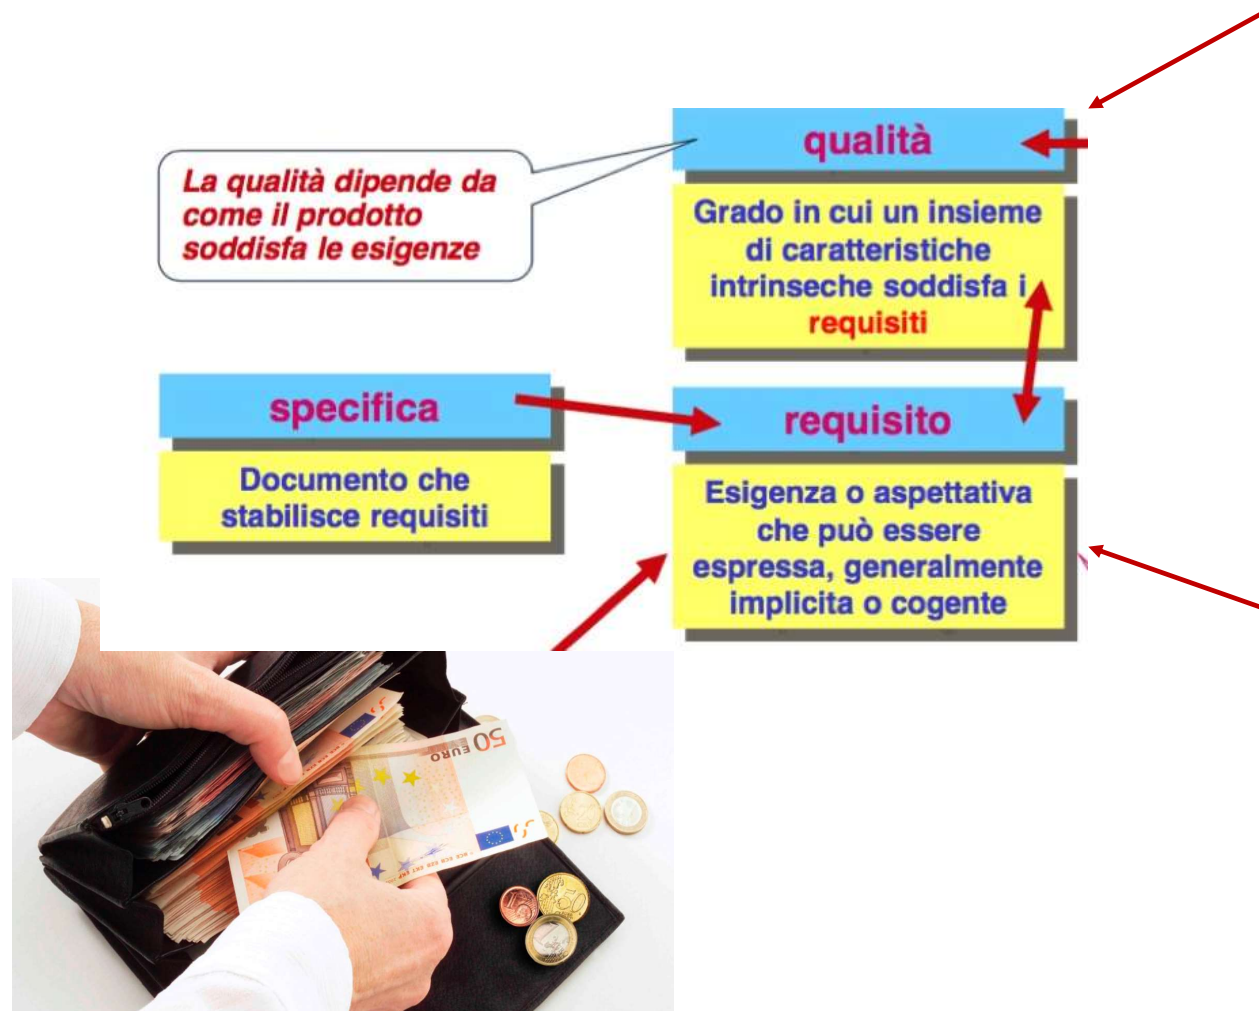 qualità
La qualità dipende da
come il prodotto
soddisfa le esigenze
Grado in cui un insieme
di caratteristiche
intrinseche soddisfa i
requisiti
specifica
Documento che
stabilisce requisiti
requisito
Esigenza o aspettativa
che può essere
espressa, generalmente
implicita o cogente
50 EURO
50